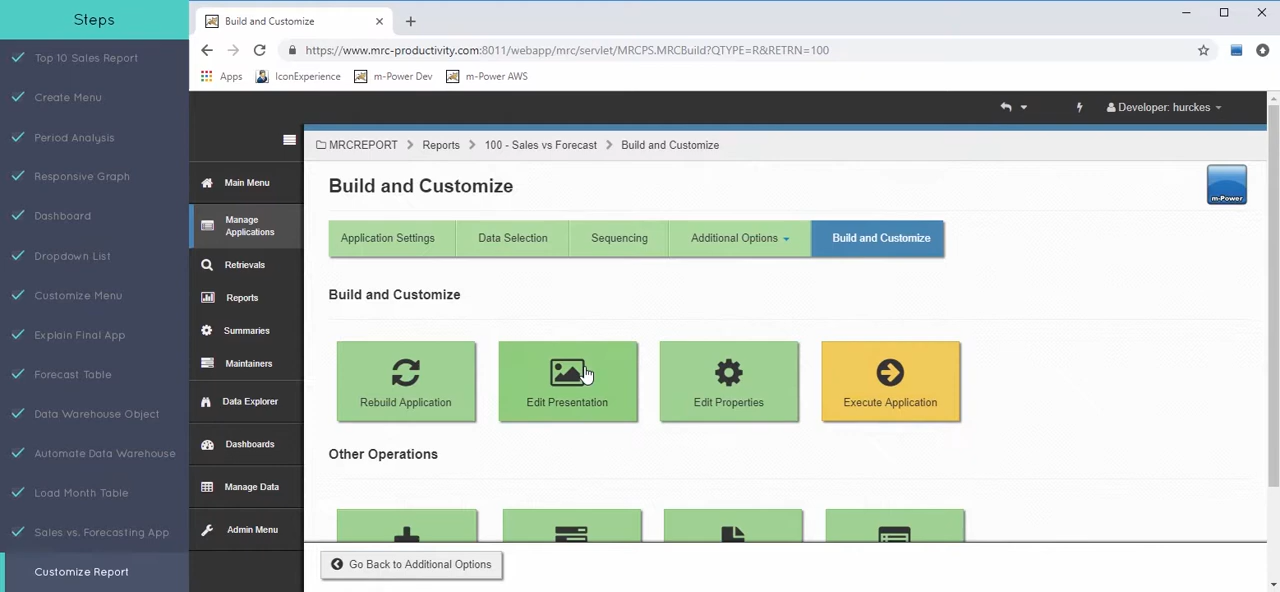 Steps
Top 10 Sales Report
Create Menu
Period Analysis
Responsive Graph
Dashboard
Dropdown List
Customize Menu
Explain Final App
Forecast Table
Data Warehouse Object
Automate Data Warehouse
Load Month Table
Sales vs. Forecasting App
Customize Report
Build and Customize
https://www.mrc-productivity.com:8011/webapp/mrc/servlet/MRCPS.MRCBuild?QTYPE=R&RETRN=100
Apps
IconExperience
m-Power Dev
m-Power AWS
Developer: hurckes
Main Menu
Manage
Applications
Retrievals
Reports
Summaries
Maintainers
Data Explorer
Dashboards
Manage Data
Admin Menu
MRCREPORT
Reports
100 - Sales vs Forecast
Build and Customize
Build and Customize
m-Power
Application Settings
Data Selection
Sequencing
Additional Options
Build and Customize
Build and Customize
Rebuild Application
Edit Presentation
Edit Properties
Execute Application
Other Operations
Go Back to Additional Options